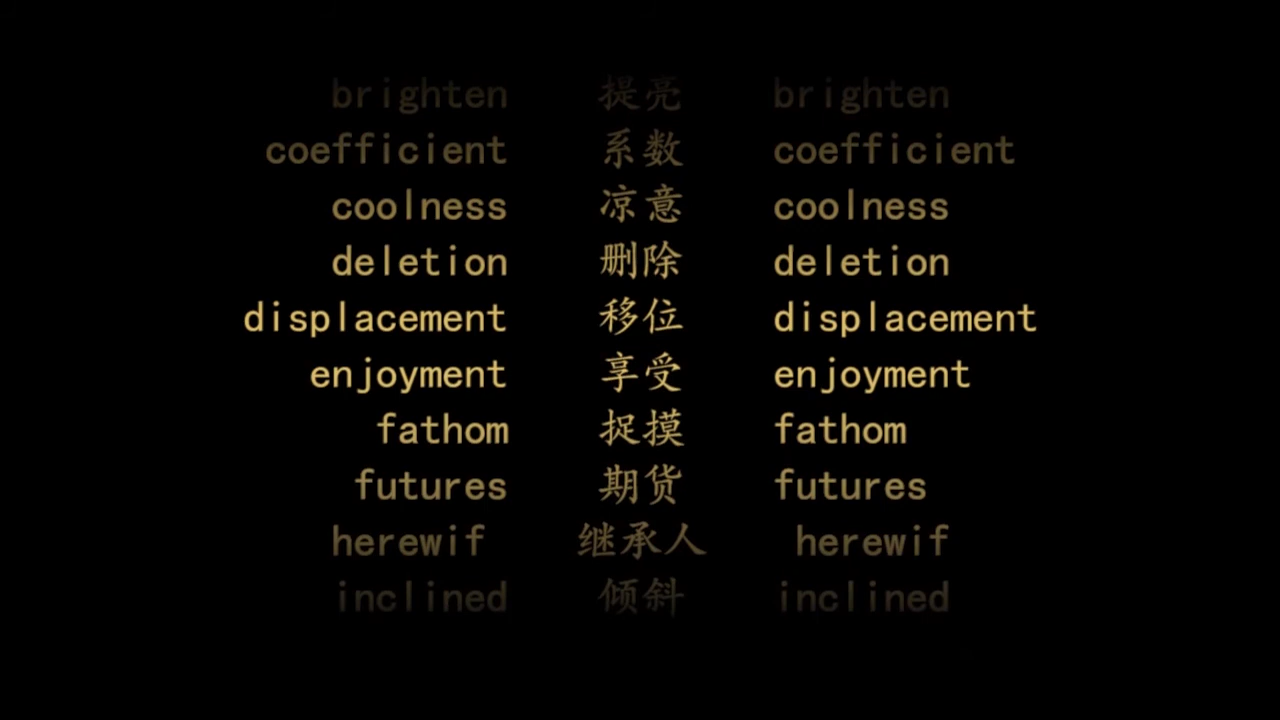 brighten 提亮 brighten
coefficient 系数 coefficient
coolness 凉意 coolness
deletion 删除 deletion
displacement 移位 displacement
enjoyment 享受 enjoyment
fathom 捉摸 fathom
futures 期货 futures
herewif 继承人 herewif
inclined 倾斜 inclined